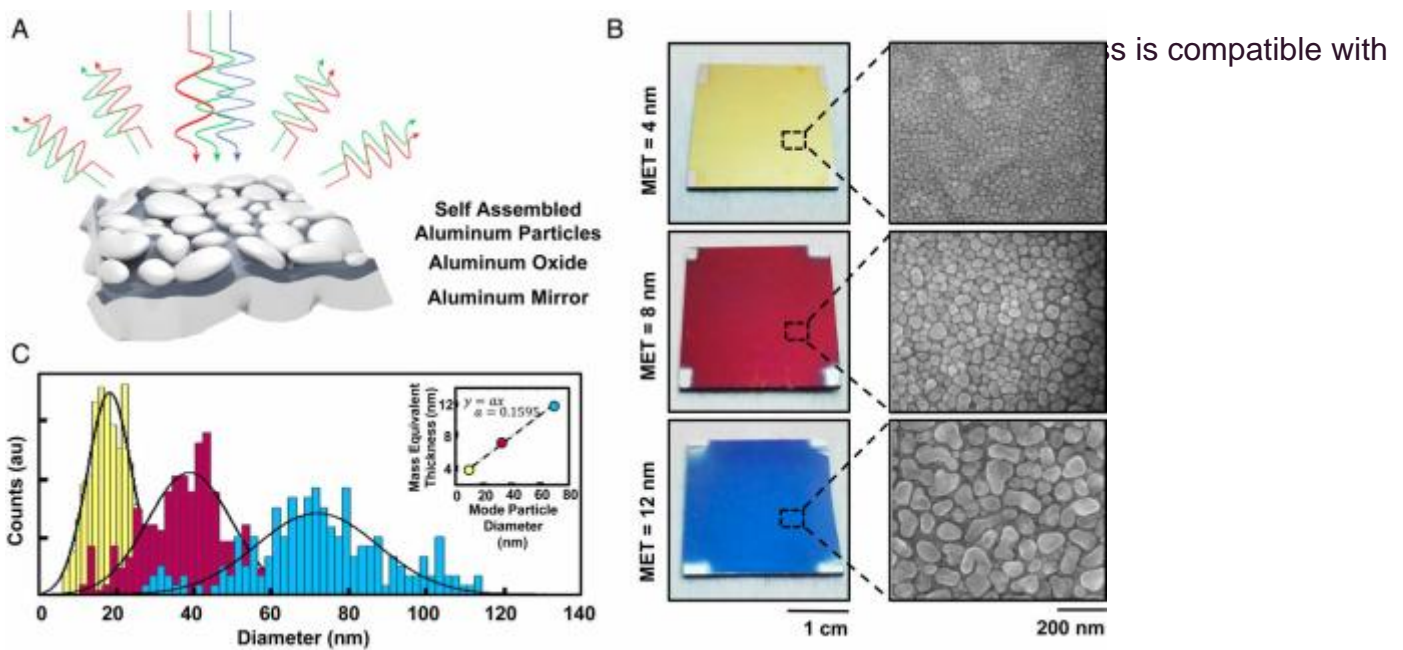 A
Self Assembled
Aluminum Particles
Aluminum Oxide
Aluminum Mirror
B
is compatible with
MET = 4 nm
MET = 8 nm
MET = 12 nm
1 cm
200 nm
C
Counts (au)
0 20 40 60 80 100 120 140
Diameter (nm)
Mass Equivalent
Thickness (nm)
12
8
4
y = ax
a = 0.1595
0 20 40 60 80
Mode Particle
Diameter
(nm)